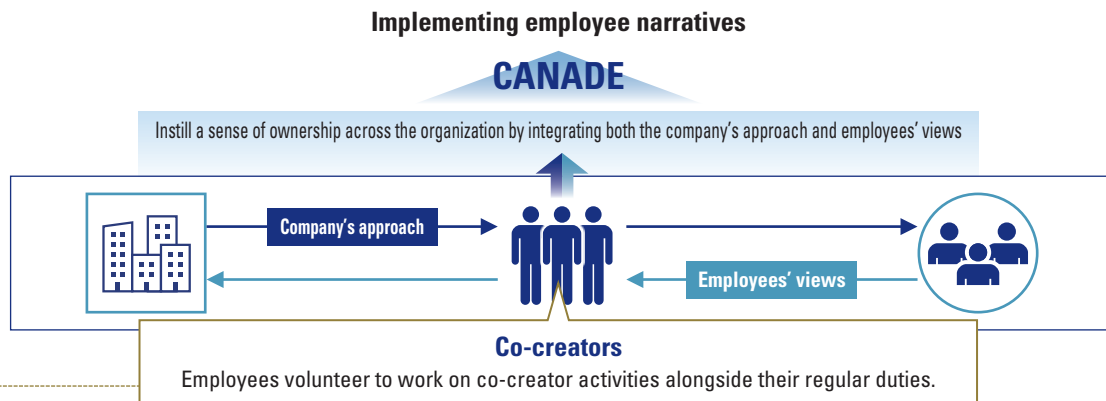 Implementing employee narratives
CANADE
Instill a sense of ownership across the organization by integrating both the company's approach and employees' views
Company's approach
Employees' views
Co-creators
Employees volunteer to work on co-creator activities alongside their regular duties.